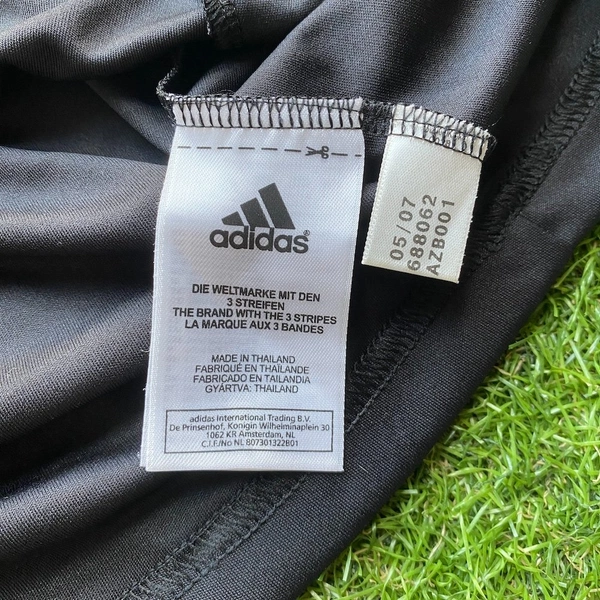 adidas®
DIE WELTMARKE MIT DEN
3 STREIFEN
THE BRAND WITH THE 3 STRIPES
LA MARQUE AUX 3 BANDES
MADE IN THAILAND
FABRIQUÉ EN THAÏLANDE
FABRICADO EN TAILANDIA
GYÁRTVA: THAILAND
adidas International Trading B.V.
De Prinsenhof, Konigin Wilhelminaplein 30
1062 KR Amsterdam, NL
C.I.F./No NL 807301322B01
05/07
688062
AZB001